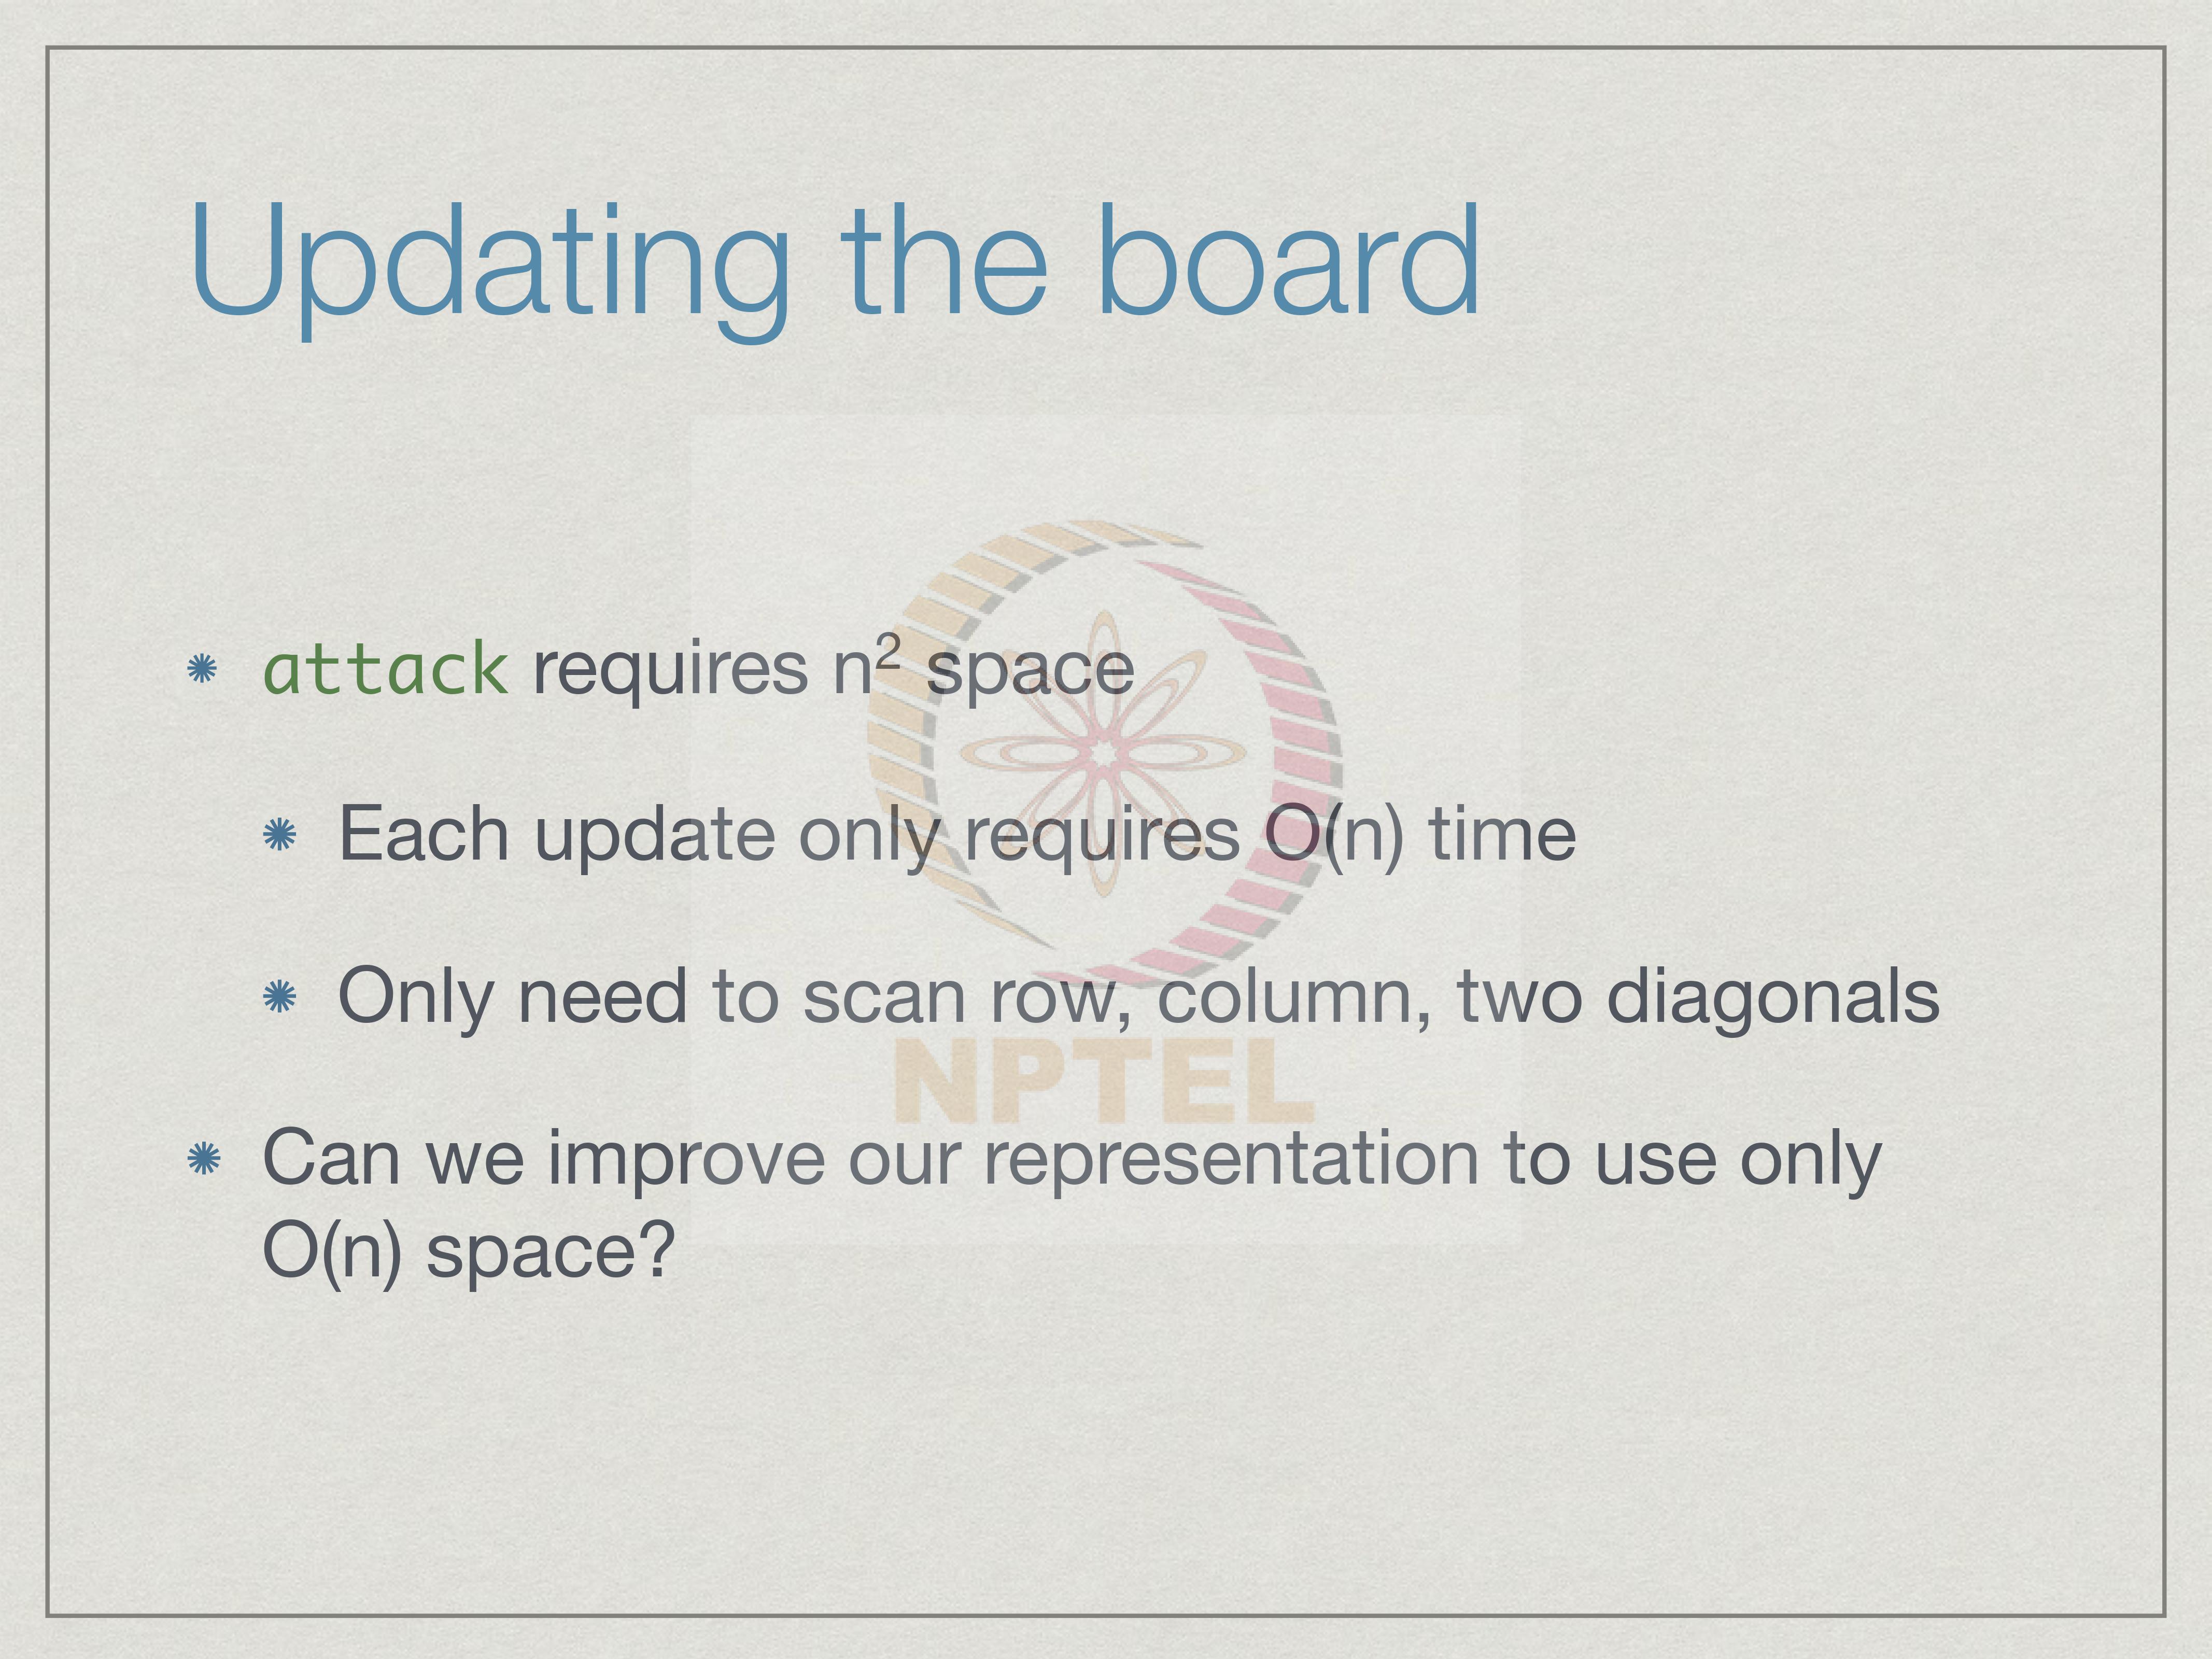 Updating the board
attack requires n² space
Each update only requires O(n) time
Only need to scan row, column, two diagonals
NPTEL
Can we improve our representation to use only
O(n) space?